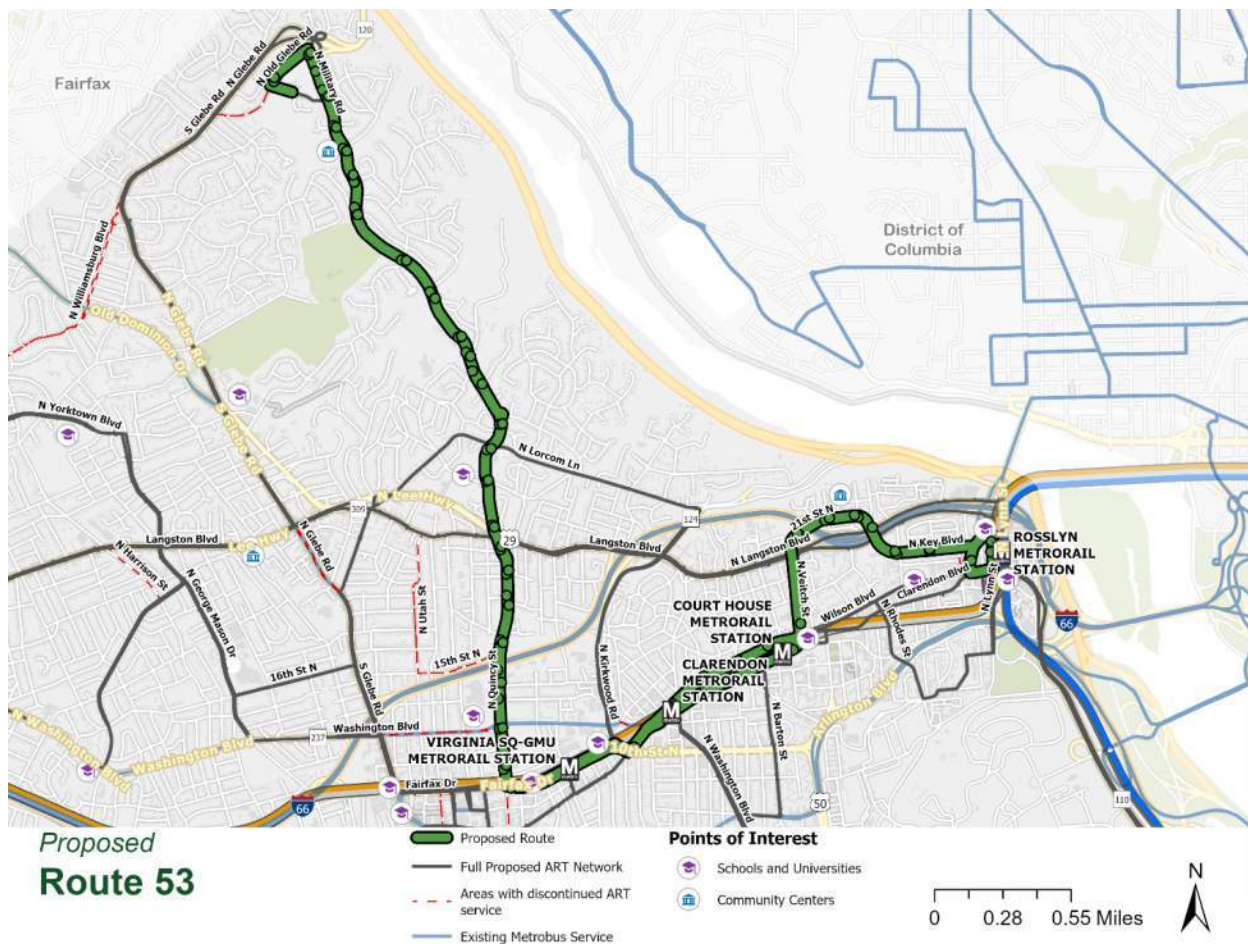 120
Fairfax
N Glebe Rd
N Old Glebe Rd
N Military Rd
S Glebe Rd
District of
Columbia
N Williamsburg Blvd
Old Dominion Dr
N Glebe Rd
S Glebe Rd
N Yorktown Blvd
N Lorcom Ln
N Lee Hwy
309
124
29
Langston Blvd
Lee Hwy
N Glebe Rd
Langston Blvd
N Langston Blvd
21st St N
N Key Blvd
N Lynn St
ROSSLYN
METRORAIL
STATION
N Harrison St
N George Mason Dr
N Utah St
N Veitch St
Clarendon Blvd
Wilson Blvd
N Lynn St
N Rhodes St
COURT HOUSE
METRORAIL
STATION
M
66
CLARENDON
METRORAIL
STATION
M
15th St N
16th St N
N Quincy St
N Kirkwood Rd
S Glebe Rd
Arlington Blvd
N Barton St
N Washington Blvd
Washington Blvd
237
Washington Blvd
VIRGINIA SQ-GMU
METRORAIL STATION
M
10th St N
N Washington Blvd
Fairfax Dr
Fairfax Dr
66
50
110
Proposed
Route 53
Proposed Route
Full Proposed ART Network
Areas with discontinued ART
service
Existing Metrobus Service
Points of Interest
Schools and Universities
Community Centers
0 0.28 0.55 Miles
N